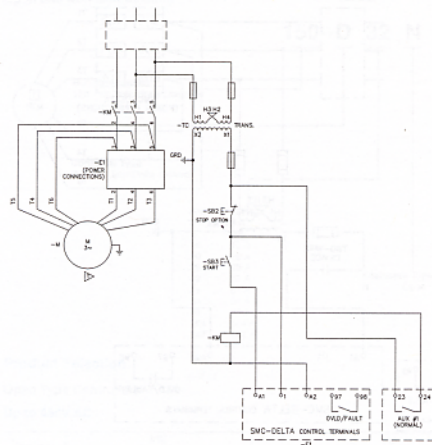 -KM
-TC
H1
H3 H2
H4
TRANS.
X2
X1
GRD
-E1
(POWER
CONNECTIONS)
T5
T4
T6
T1
T2
T3
-M
M
3~
-SB2
STOP OPTION
-SB3
START
-KM
A1
1
A2
97
98
23
24
OVLD/FAULT
AUX #1
(NORMAL)
SMC-DELTA CONTROL TERMINALS